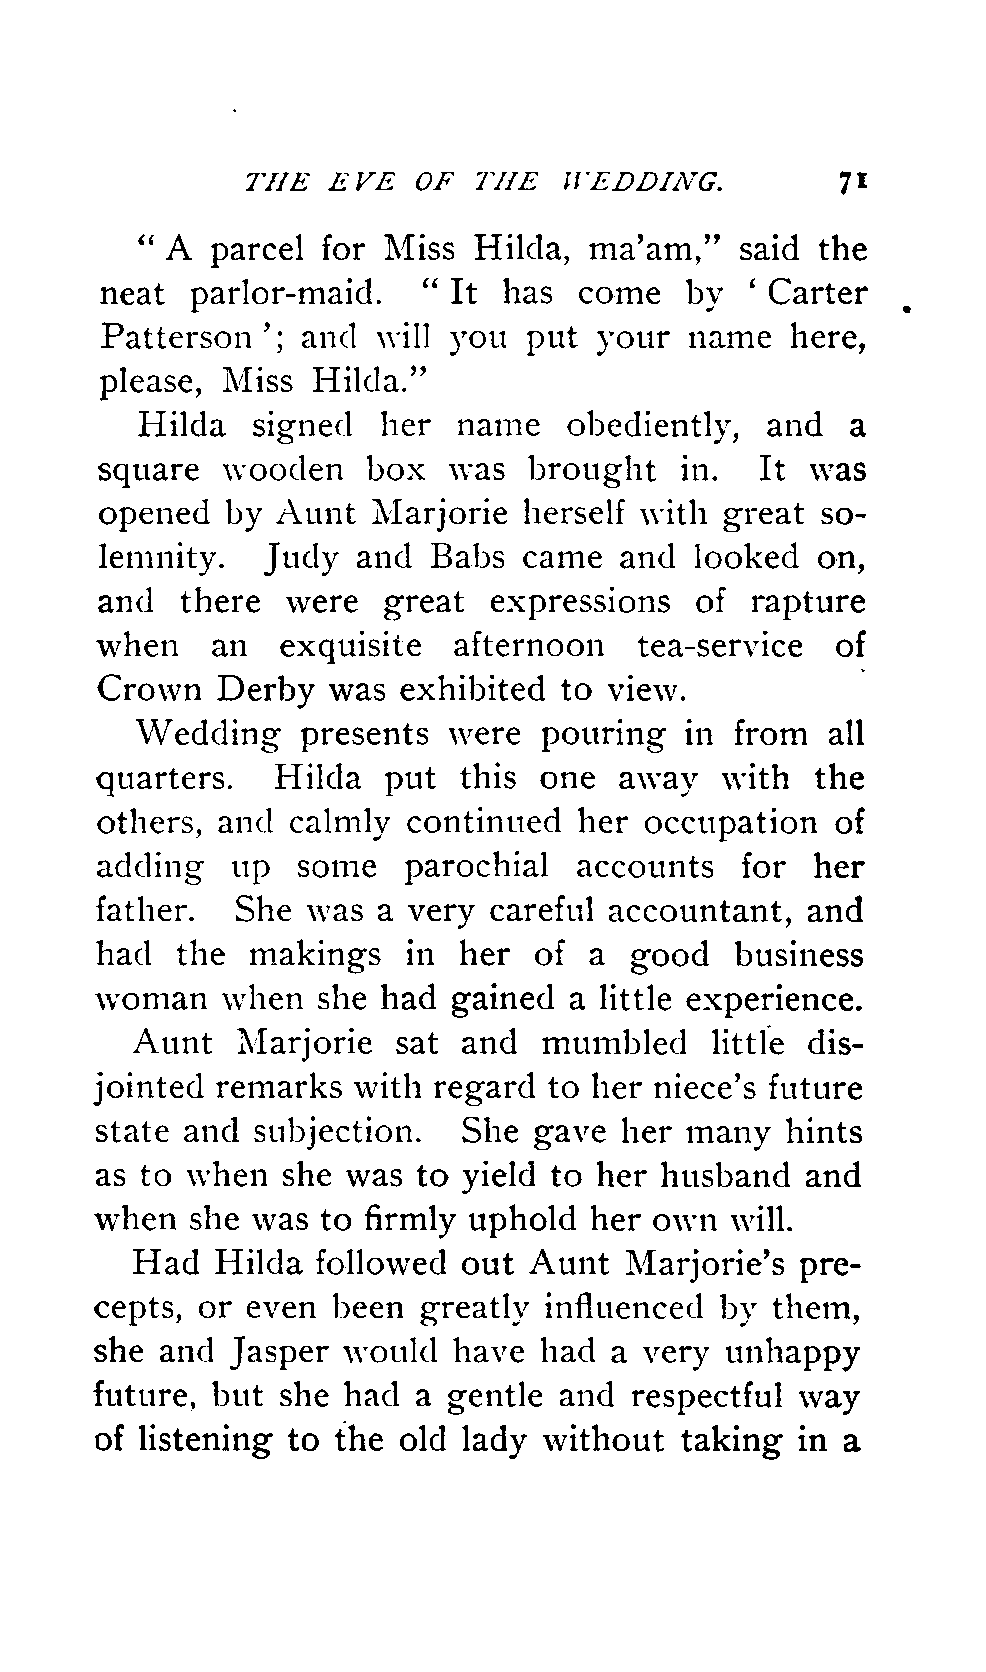 THE EVE OF THE WEDDING. 71
" A parcel for Miss Hilda, ma'am," said the
neat parlor-maid. " It has come by ' Carter
Patterson '; and will you put your name here,
please, Miss Hilda."
Hilda signed her name obediently, and a
square wooden box was brought in. It was
opened by Aunt Marjorie herself with great so-
lemnity. Judy and Babs came and looked on,
and there were great expressions of rapture
when an exquisite afternoon tea-service of
Crown Derby was exhibited to view.
Wedding presents were pouring in from all
quarters. Hilda put this one away with the
others, and calmly continued her occupation of
adding up some parochial accounts for her
father. She was a very careful accountant, and
had the makings in her of a good business
woman when she had gained a little experience.
Aunt Marjorie sat and mumbled little dis-
jointed remarks with regard to her niece's future
state and subjection. She gave her many hints
as to when she was to yield to her husband and
when she was to firmly uphold her own will.
Had Hilda followed out Aunt Marjorie's pre-
cepts, or even been greatly influenced by them,
she and Jasper would have had a very unhappy
future, but she had a gentle and respectful way
of listening to the old lady without taking in a